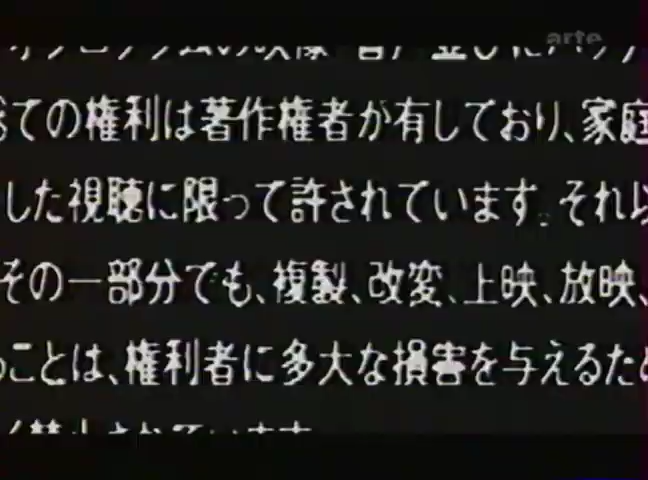 arte
ての権利は著作権者が有しており、家庭
した視聴に限って許されています。それ以
その一部分でも、複製、改変、上映、放映、
ことは、権利者に多大な損害を与えるため